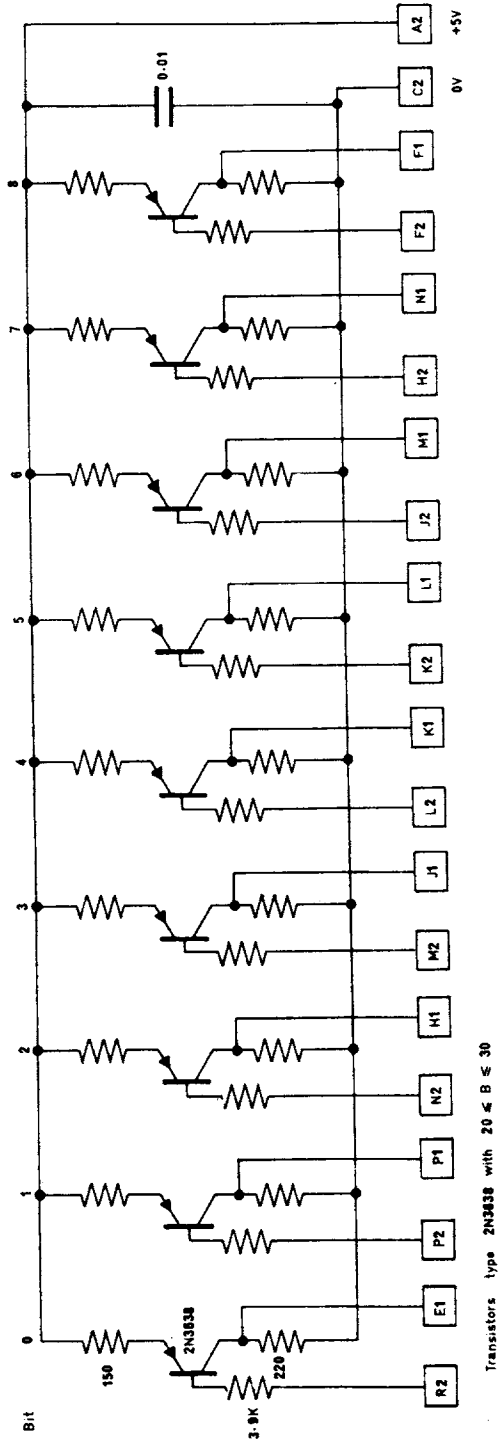 Bit
0 1 2 3 4 5 6 7 8
150
2N3638
0·01
3·9K
220
R2 E1 P2 P1 N2 H1 M2 J1 L2 K1 K2 L1 J2 M1 H2 N1 F2 F1 C2 A2
0V +5V
Transistors type 2N3638 with 20 ≤ B ≤ 30